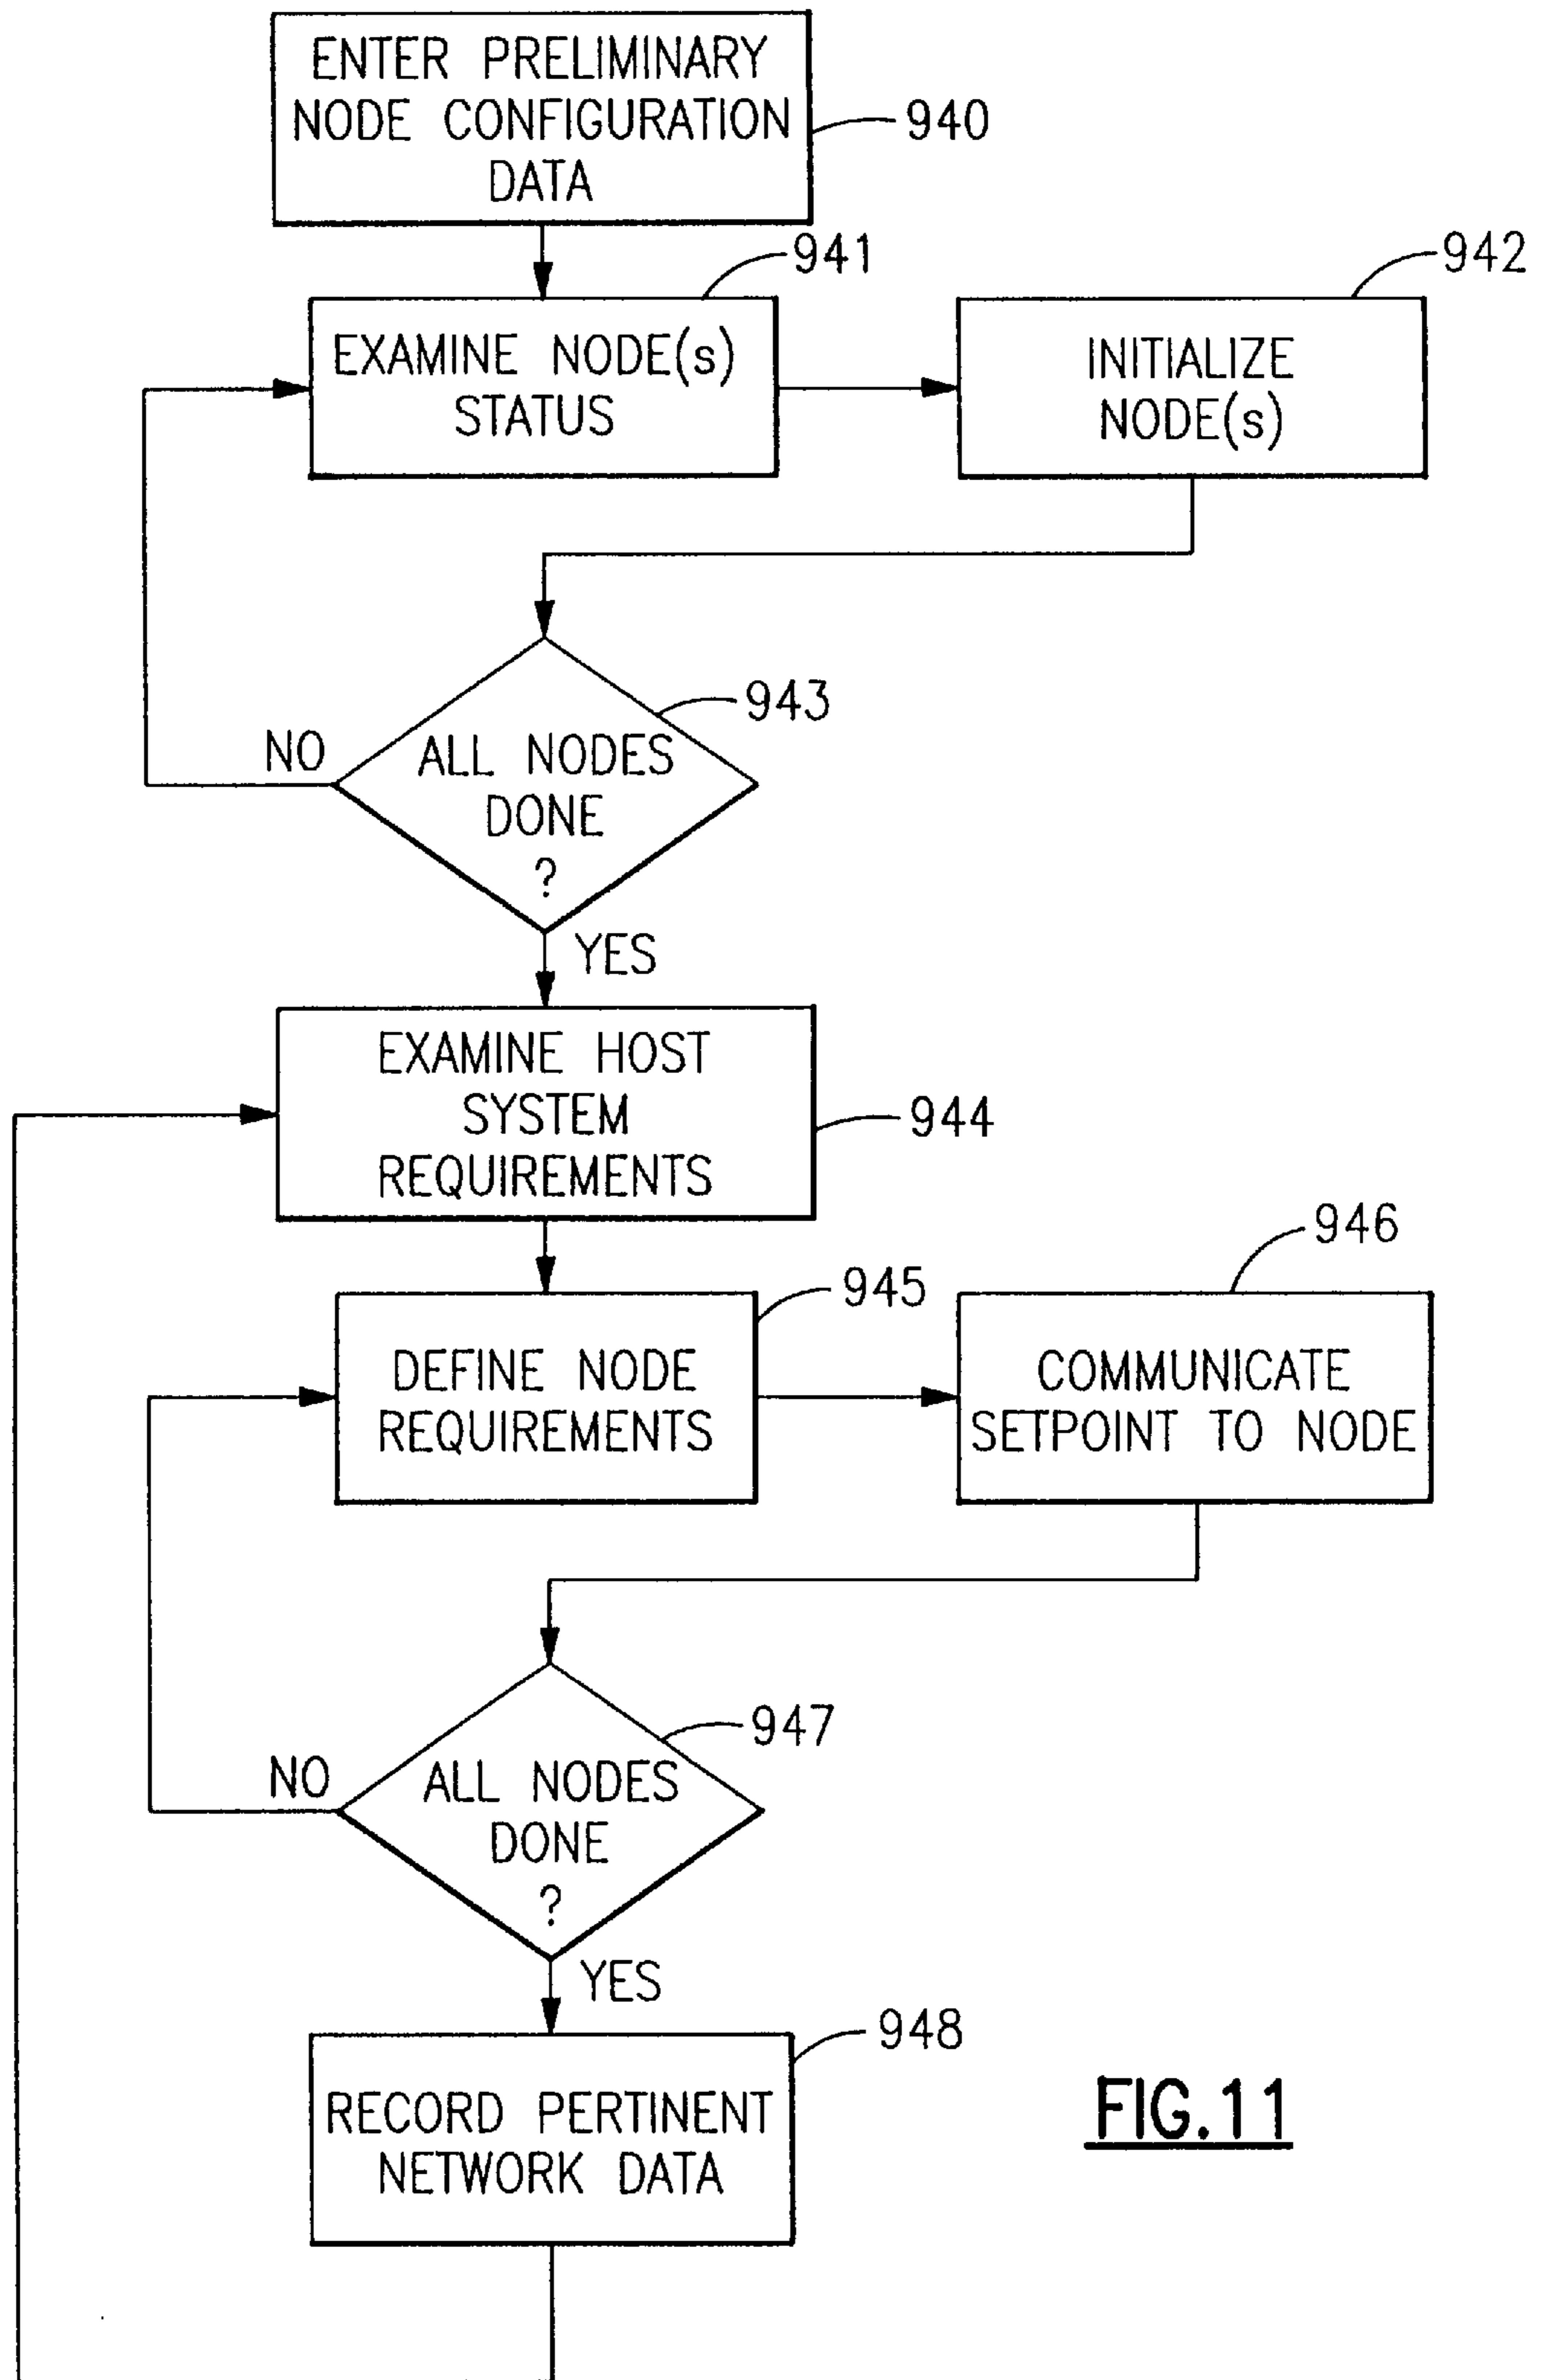 ENTER PRELIMINARY
NODE CONFIGURATION
DATA
940
941
EXAMINE NODE(s)
STATUS
942
INITIALIZE
NODE(s)
943
ALL NODES
DONE
?
NO
YES
EXAMINE HOST
SYSTEM
REQUIREMENTS
944
945
DEFINE NODE
REQUIREMENTS
946
COMMUNICATE
SETPOINT TO NODE
947
ALL NODES
DONE
?
NO
YES
948
RECORD PERTINENT
NETWORK DATA
FIG.11